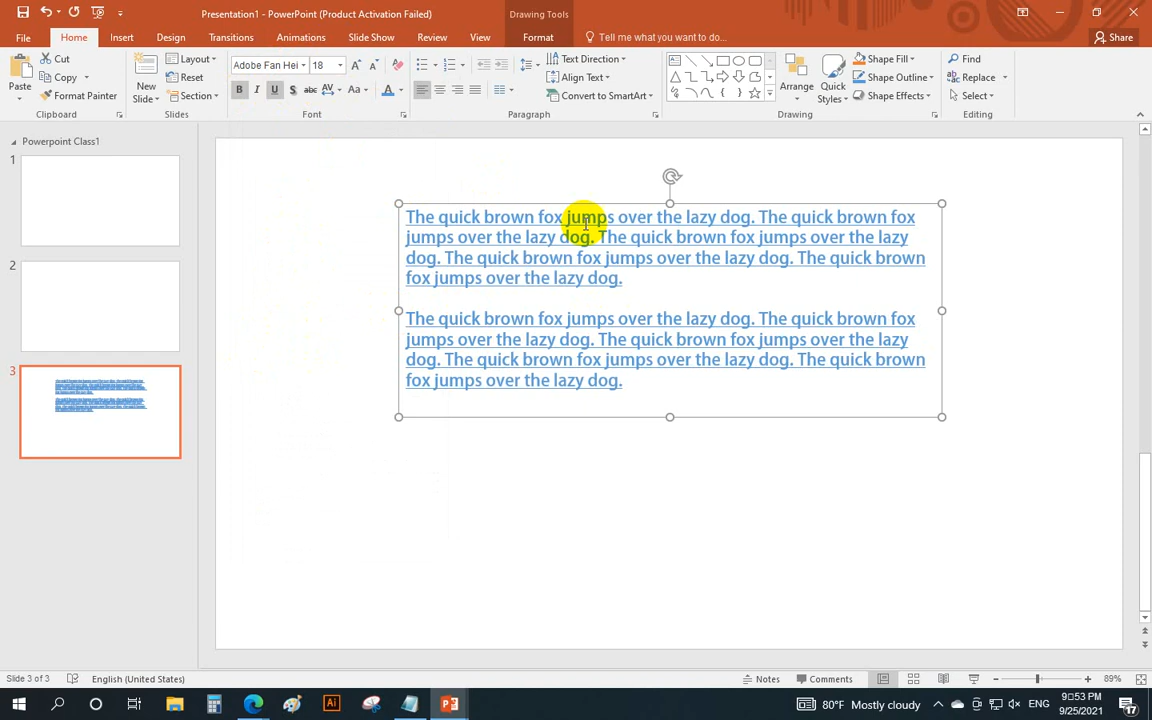 Presentation1 - PowerPoint (Product Activation Failed)
Drawing Tools
File
Home
Insert
Design
Transitions
Animations
Slide Show
Review
View
Format
Tell me what you want to do...
Share
Paste
Cut
Copy
Format Painter
Clipboard
New
Slide
Layout
Reset
Section
Slides
Adobe Fan Hei
18
B I U S abc AV Aa A
Font
Text Direction
Align Text
Convert to SmartArt
Paragraph
Arrange
Quick
Styles
Shape Fill
Shape Outline
Shape Effects
Drawing
Find
Replace
Select
Editing
Powerpoint Class1
1
2
3
The quick brown fox jumps over the lazy dog. The quick brown fox
jumps over the lazy dog. The quick brown fox jumps over the lazy
dog. The quick brown fox jumps over the lazy dog. The quick brown
fox jumps over the lazy dog.
The quick brown fox jumps over the lazy dog. The quick brown fox
jumps over the lazy dog. The quick brown fox jumps over the lazy
dog. The quick brown fox jumps over the lazy dog. The quick brown
fox jumps over the lazy dog.
Slide 3 of 3
English (United States)
Notes
Comments
89%
80°F Mostly cloudy
ENG
9:53 PM
9/25/2021
17